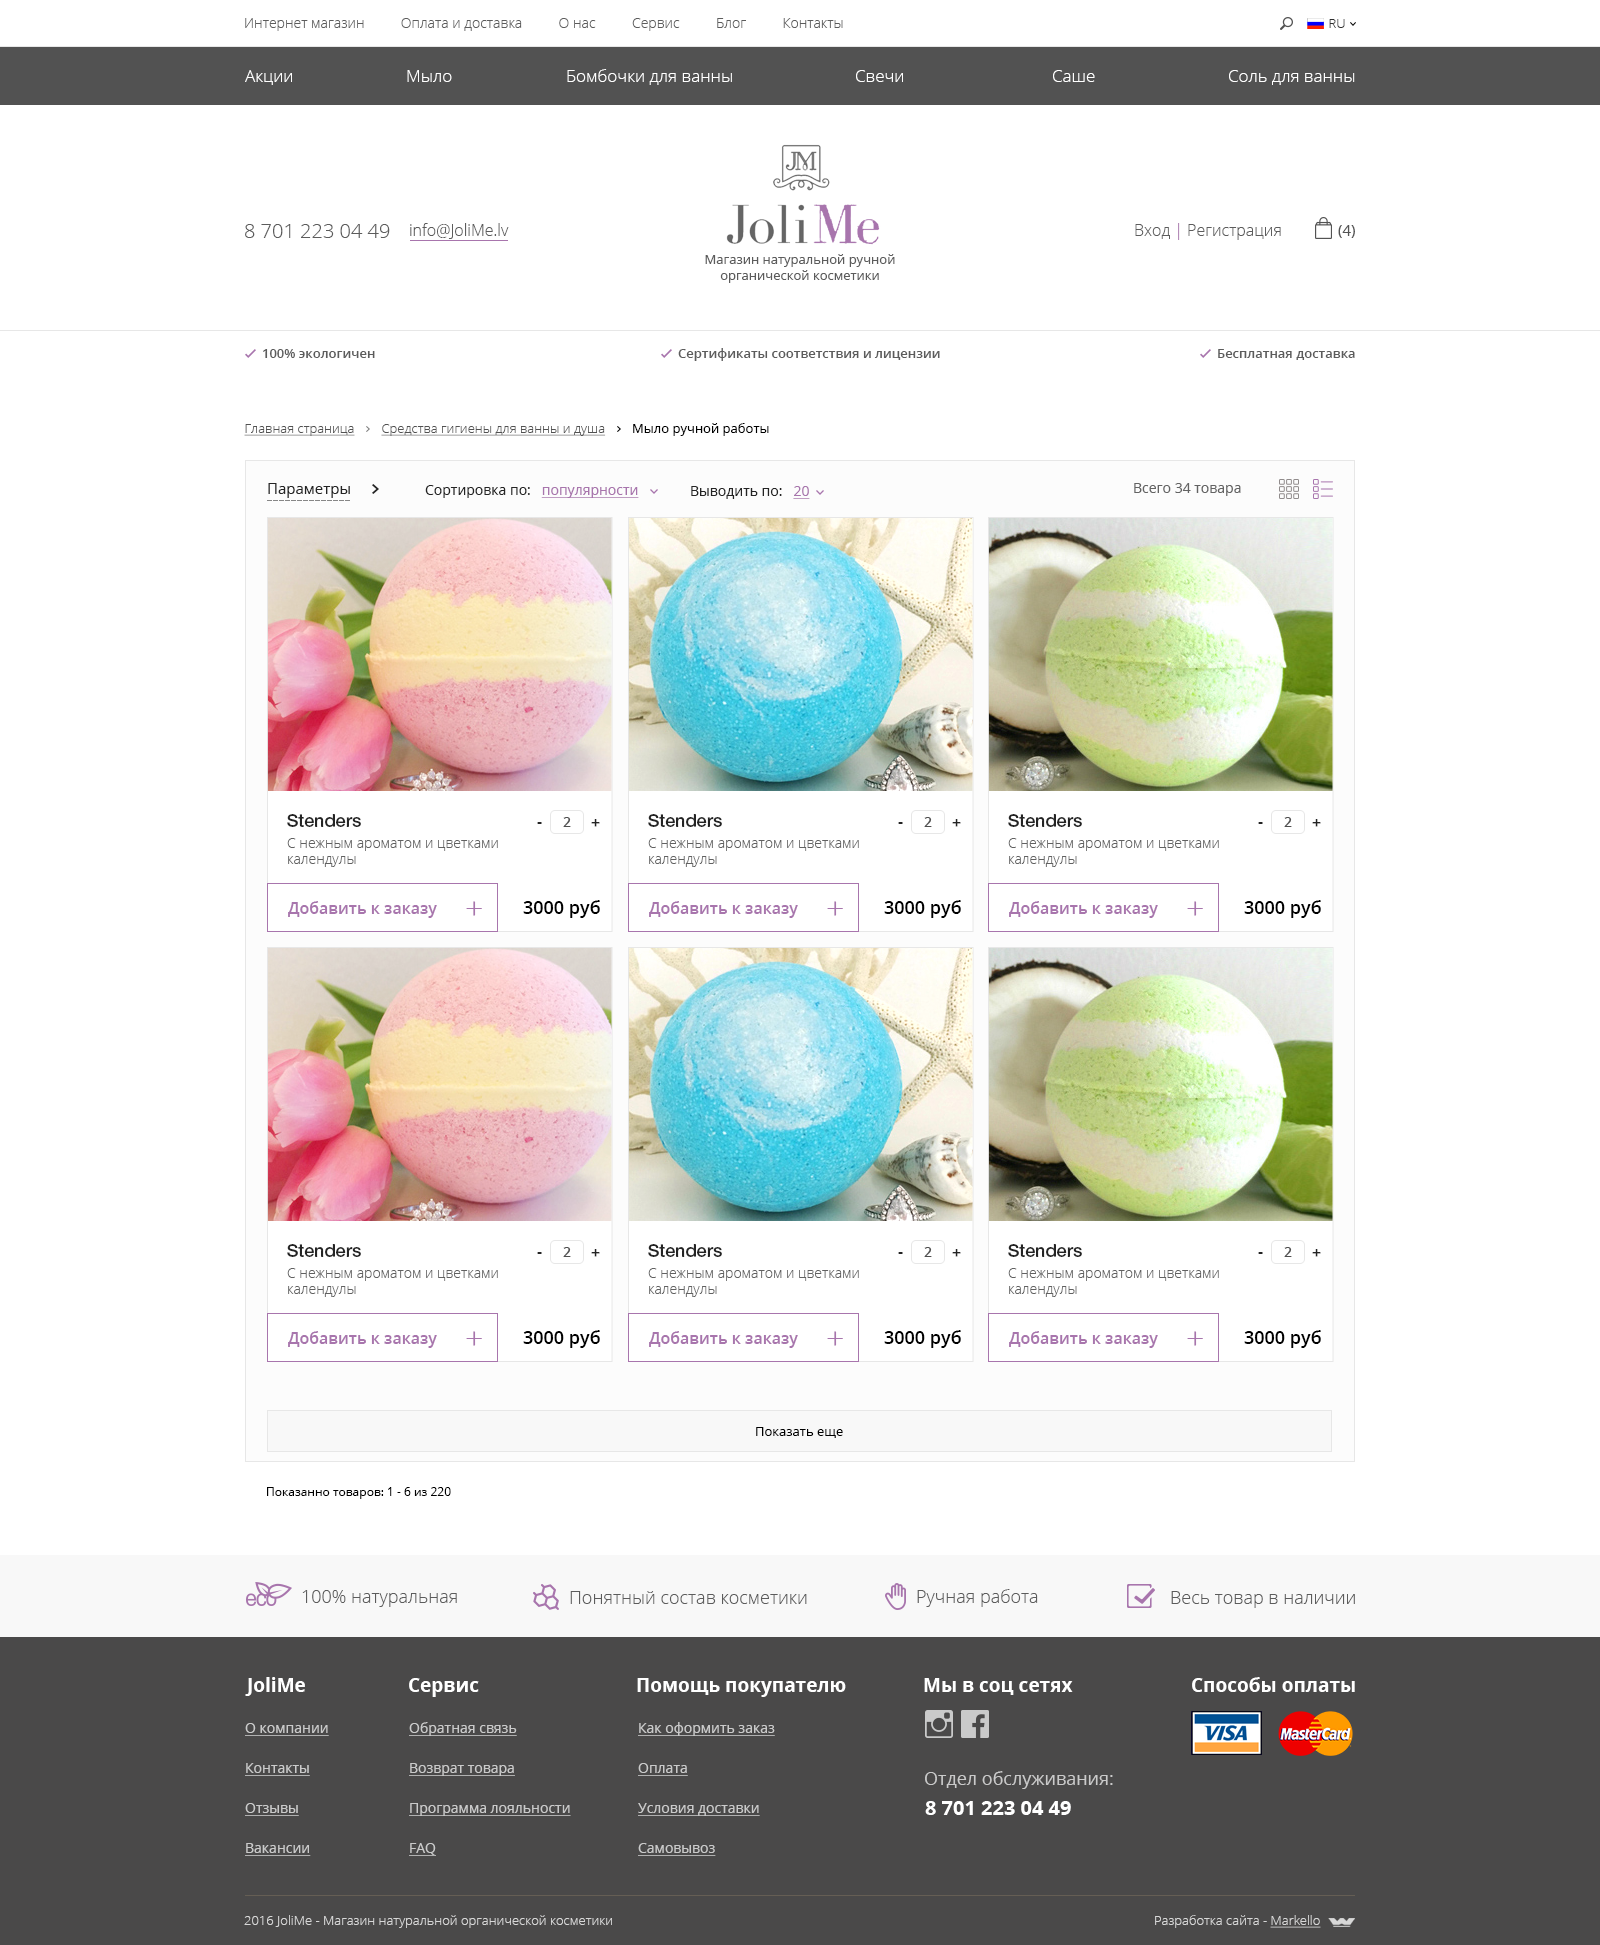 Интернет магазин Оплата и доставка О нас Сервис Блог Контакты RU
Акции Мыло Бомбочки для ванны Свечи Саше Соль для ванны
JM
8 701 223 04 49 info@JoliMe.lv JoliMe Вход | Регистрация (4)
Магазин натуральной ручной
органической косметики
100% экологичен Сертификаты соответствия и лицензии Бесплатная доставка
Главная страница > Средства гигиены для ванны и душа > Мыло ручной работы
Параметры > Сортировка по: популярности Выводить по: 20 Всего 34 товара
Stenders - 2 + Stenders - 2 + Stenders - 2 +
С нежным ароматом и цветками С нежным ароматом и цветками С нежным ароматом и цветками
календулы календулы календулы
Добавить к заказу + 3000 руб Добавить к заказу + 3000 руб Добавить к заказу + 3000 руб
Stenders - 2 + Stenders - 2 + Stenders - 2 +
С нежным ароматом и цветками С нежным ароматом и цветками С нежным ароматом и цветками
календулы календулы календулы
Добавить к заказу + 3000 руб Добавить к заказу + 3000 руб Добавить к заказу + 3000 руб
Показать еще
Показанно товаров: 1 - 6 из 220
eco 100% натуральная Понятный состав косметики Ручная работа Весь товар в наличии
JoliMe Сервис Помощь покупателю Мы в соц сетях Способы оплаты
О компании Обратная связь Как оформить заказ VISA MasterCard
Контакты Возврат товара Оплата Отдел обслуживания:
Отзывы Программа лояльности Условия доставки 8 701 223 04 49
Вакансии FAQ Самовывоз
2016 JoliMe - Магазин натуральной органической косметики Разработка сайта - Markello